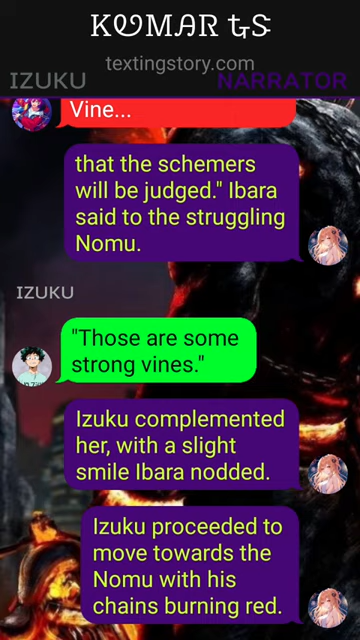 KOMAR GS
textingstory.com
IZUKU NARRATOR
Vine...
that the schemers
will be judged." Ibara
said to the struggling
Nomu.
IZUKU
"Those are some
strong vines."
Izuku complemented
her, with a slight
smile Ibara nodded.
Izuku proceeded to
move towards the
Nomu with his
chains burning red.